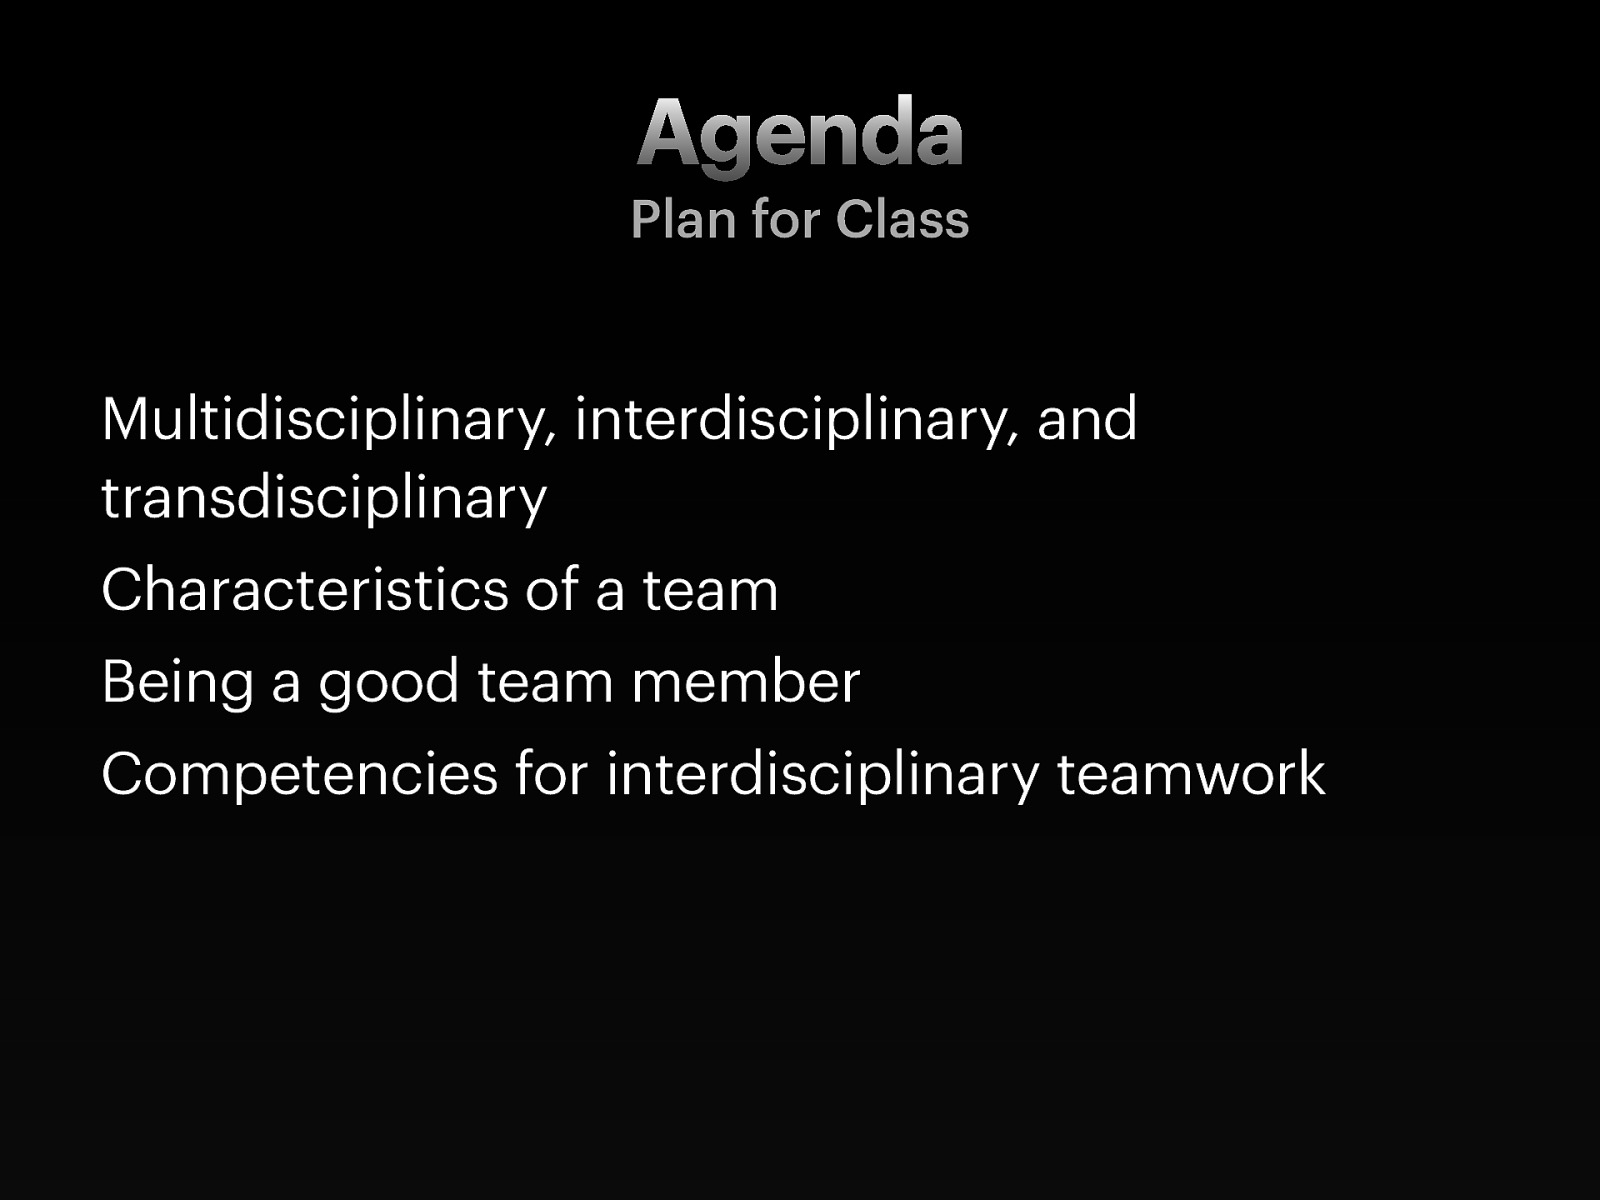 Agenda
Plan for Class
Multidisciplinary, interdisciplinary, and
transdisciplinary
Characteristics of a team
Being a good team member
Competencies for interdisciplinary teamwork